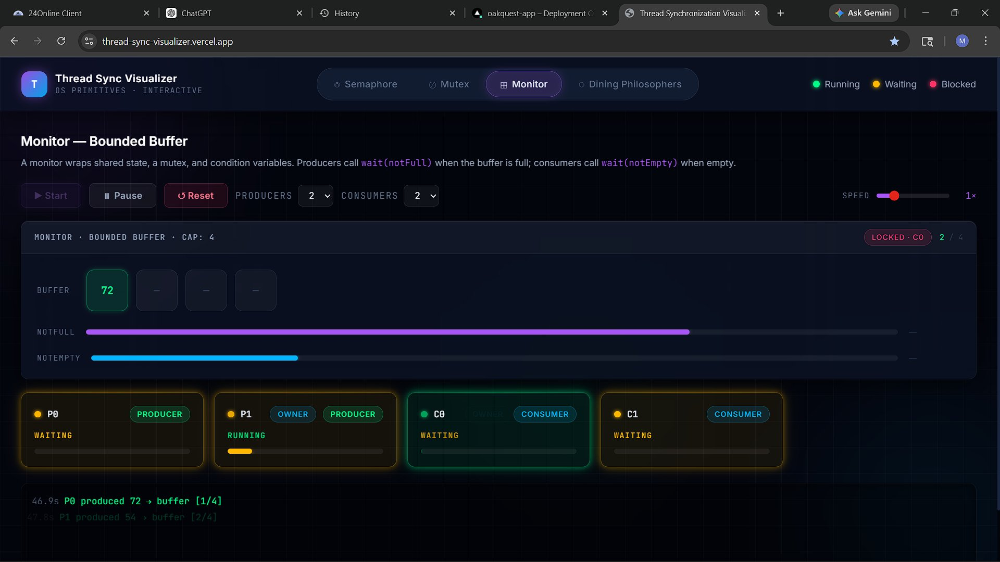 24Online Client
ChatGPT
History
oakquest-app – Deployment O
Thread Synchronization Visuali
Ask Gemini
thread-sync-visualizer.vercel.app
M
T
Thread Sync Visualizer
OS PRIMITIVES · INTERACTIVE
Semaphore
Mutex
Monitor
Dining Philosophers
Running
Waiting
Blocked
Monitor — Bounded Buffer
A monitor wraps shared state, a mutex, and condition variables. Producers call wait(notFull) when the buffer is full; consumers call wait(notEmpty) when empty.
▶ Start
⏸ Pause
↺ Reset
PRODUCERS 2
CONSUMERS 2
SPEED 1×
MONITOR · BOUNDED BUFFER · CAP: 4
LOCKED · C0
2 / 4
BUFFER 72 — — —
NOTFULL —
NOTEMPTY —
P0 PRODUCER
WAITING
P1 OWNER PRODUCER
RUNNING
C0 OWNER CONSUMER
WAITING
C1 CONSUMER
WAITING
46.9s P0 produced 72 → buffer [1/4]
47.8s P1 produced 54 → buffer [2/4]